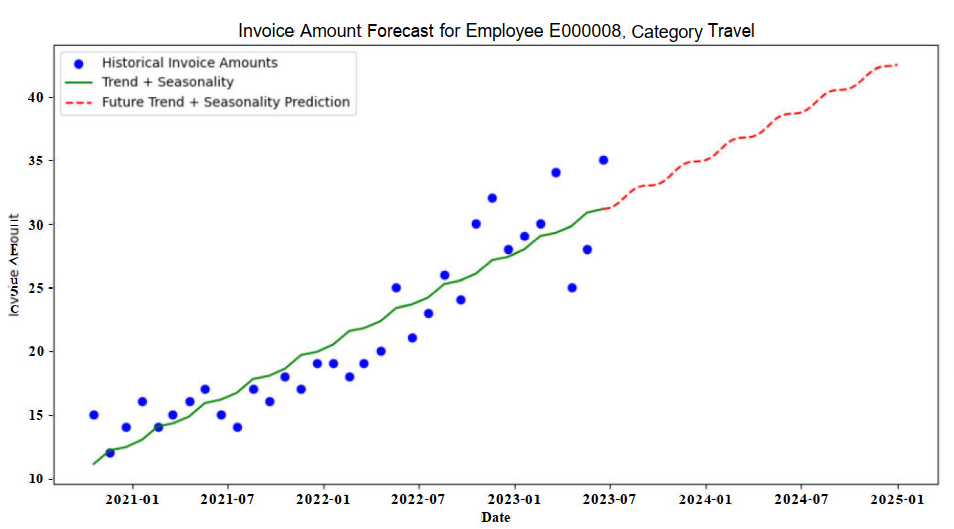 Invoice Amount Forecast for Employee E000008, Category Travel
Historical Invoice Amounts
Trend + Seasonality
Future Trend + Seasonality Prediction
40
35
30
25
20
15
10
2021-01 2021-07 2022-01 2022-07 2023-01 2023-07 2024-01 2024-07 2025-01
Date